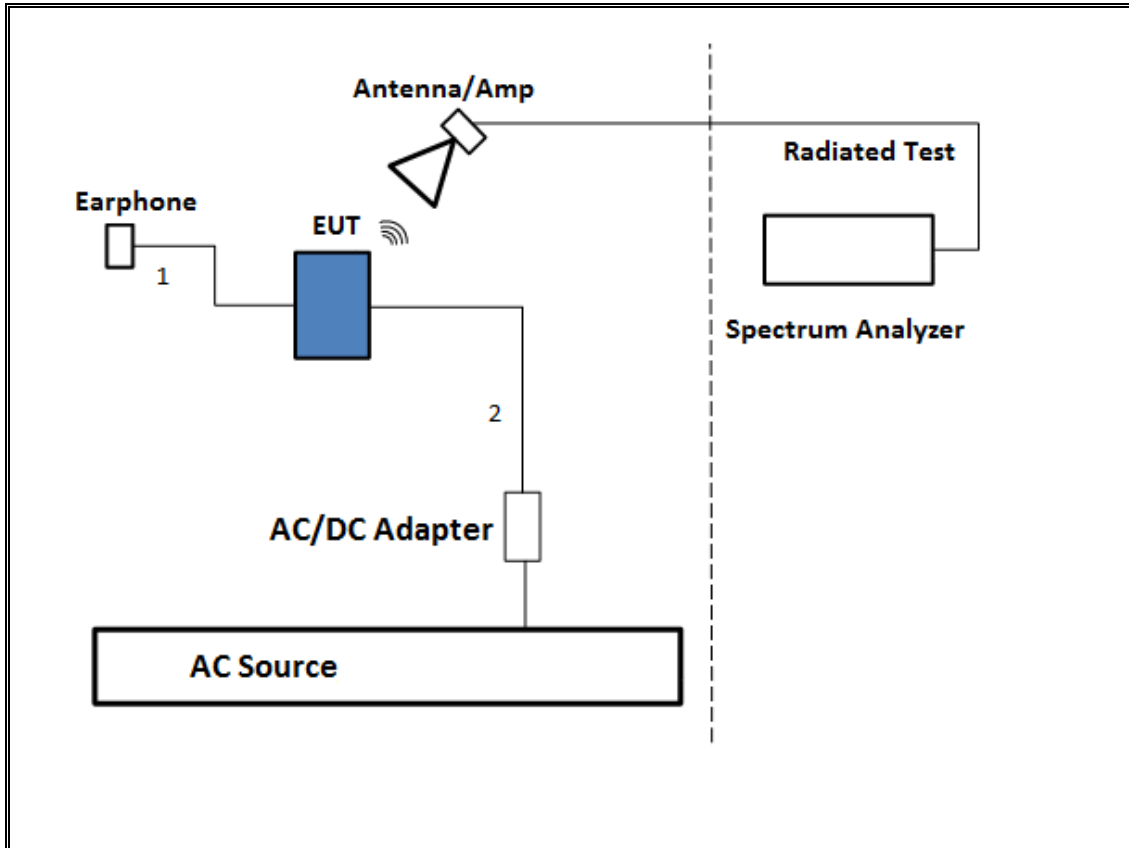 Antenna/Amp
Radiated Test
Earphone
EUT
1
Spectrum Analyzer
2
AC/DC Adapter
AC Source